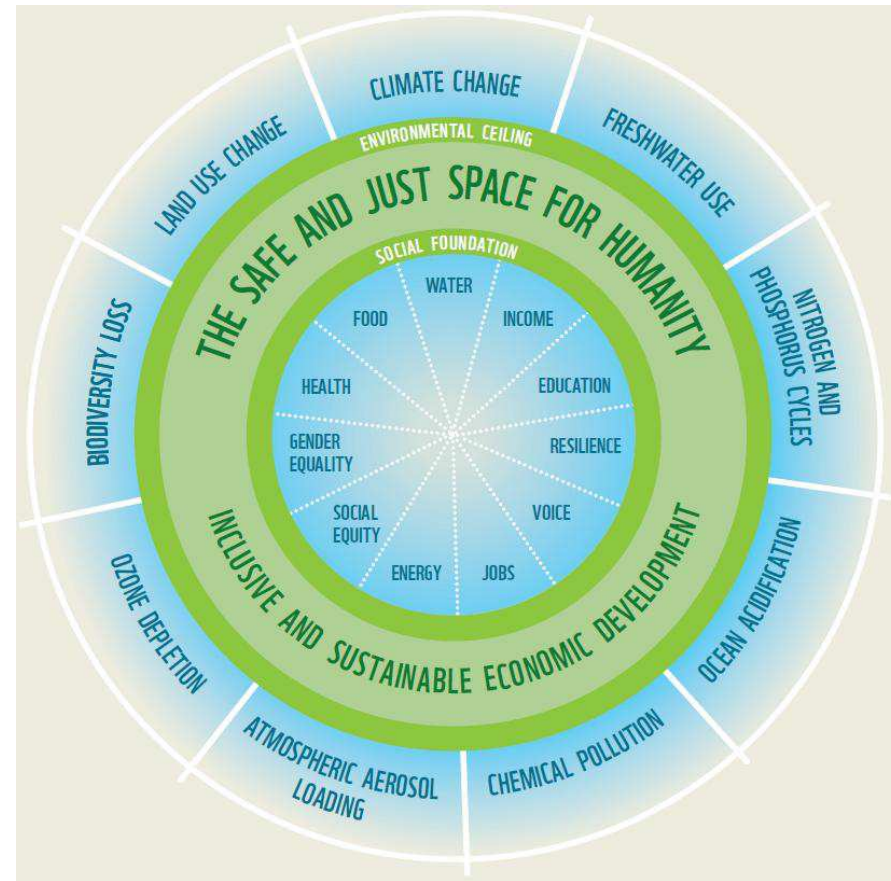 CLIMATE CHANGE
FRESHWATER USE
NITROGEN AND
PHOSPHORUS CYCLES
OCEAN ACIDIFICATION
CHEMICAL POLLUTION
ATMOSPHERIC AEROSOL
LOADING
OZONE DEPLETION
BIODIVERSITY LOSS
LAND USE CHANGE
ENVIRONMENTAL CEILING
THE SAFE AND JUST SPACE FOR HUMANITY
SOCIAL FOUNDATION
WATER
INCOME
EDUCATION
RESILIENCE
VOICE
JOBS
ENERGY
SOCIAL
EQUITY
GENDER
EQUALITY
HEALTH
FOOD
INCLUSIVE AND SUSTAINABLE ECONOMIC DEVELOPMENT